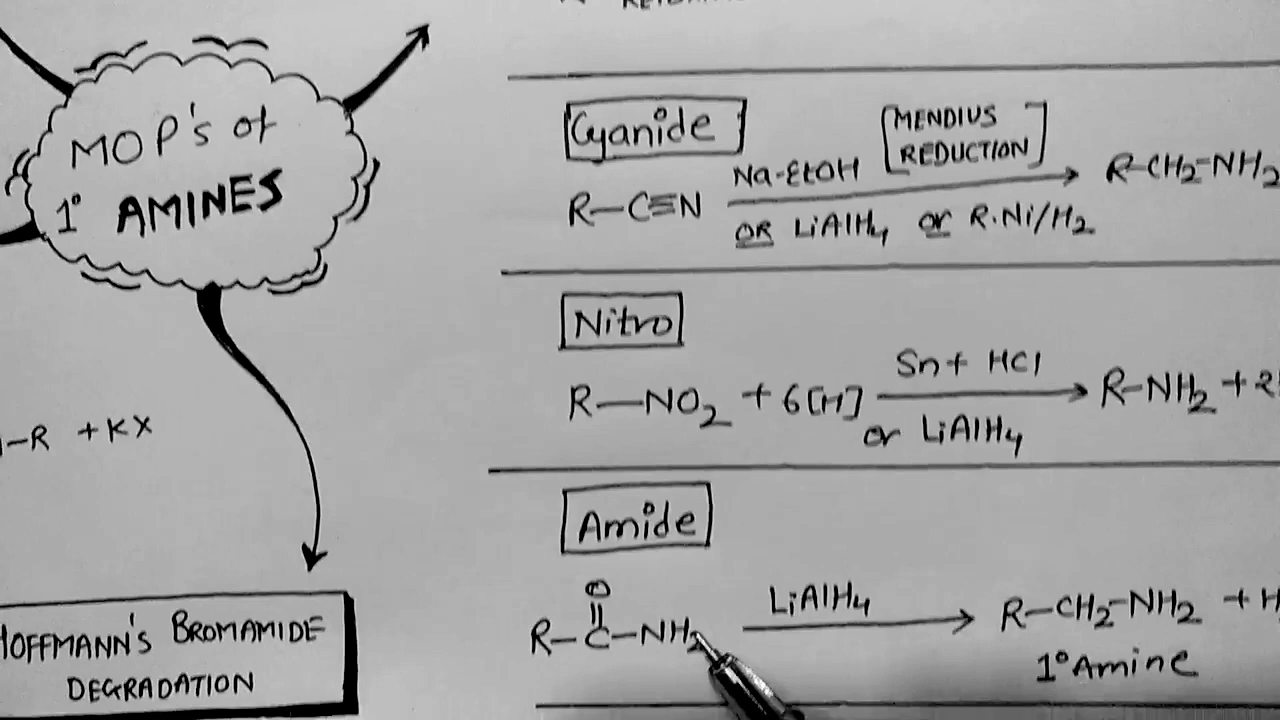 MOP's of
1° AMINES
-R + KX
HOFFMANN'S BROMAMIDE
DEGRADATION
Cyanide
Na-EtOH [MENDIUS
REDUCTION]
R-C≡N → R-CH2-NH2
OR LiAlH4 or R.Ni/H2
Nitro
Sn + HCl
R-NO2 + 6[H] → R-NH2 + 2
or LiAlH4
Amide
O
LiAlH4
R-C-NH2 → R-CH2-NH2 + H
1° Amine